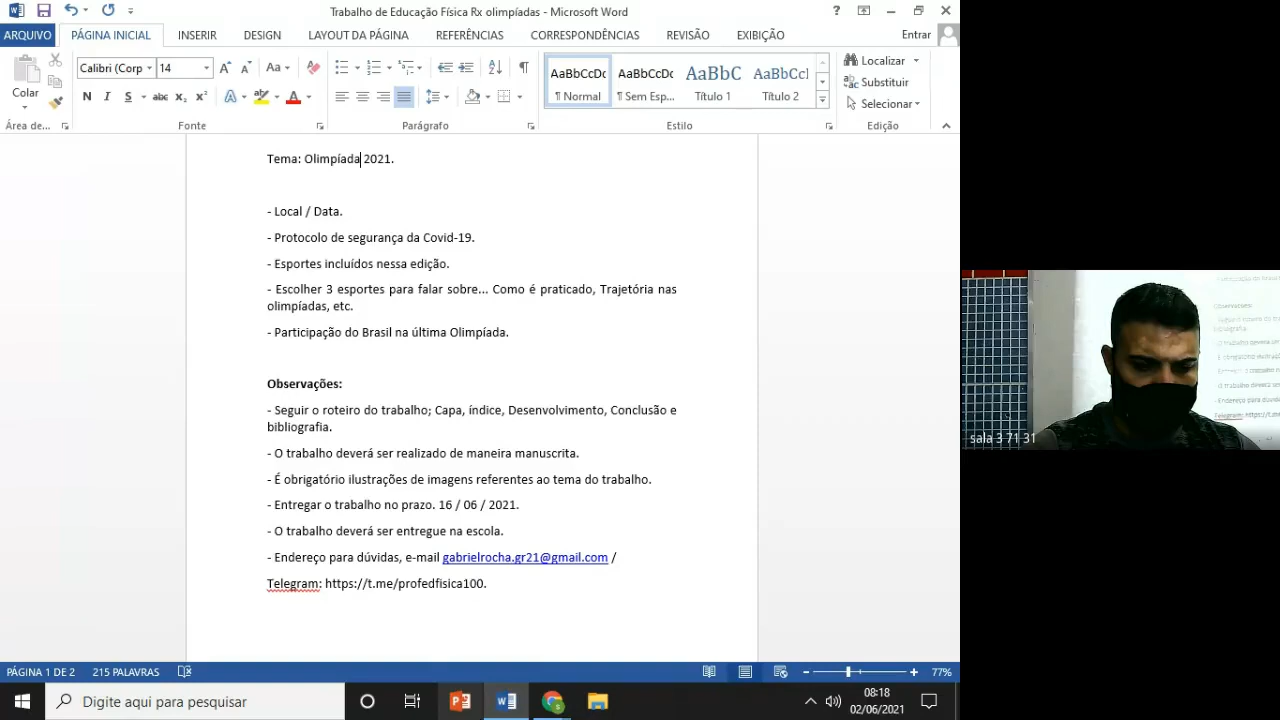 Trabalho de Educação Física Rx olimpíadas - Microsoft Word
ARQUIVO PÁGINA INICIAL INSERIR DESIGN LAYOUT DA PÁGINA REFERÊNCIAS CORRESPONDÊNCIAS REVISÃO EXIBIÇÃO Entrar
Colar
Calibri (Corp 14
Aa
N I S abc x₂ x² A A
AaBbCcDc AaBbCcDc AaBbC AaBbCcI
¶ Normal ¶ Sem Esp... Título 1 Título 2
Localizar
Substituir
Selecionar
Área de... Fonte Parágrafo Estilo Edição
Tema: Olimpíada 2021.
- Local / Data.
- Protocolo de segurança da Covid-19.
- Esportes incluídos nessa edição.
- Escolher 3 esportes para falar sobre... Como é praticado, Trajetória nas
olimpíadas, etc.
- Participação do Brasil na última Olimpíada.
Observações:
- Seguir o roteiro do trabalho; Capa, índice, Desenvolvimento, Conclusão e
bibliografia.
- O trabalho deverá ser realizado de maneira manuscrita.
- É obrigatório ilustrações de imagens referentes ao tema do trabalho.
- Entregar o trabalho no prazo. 16 / 06 / 2021.
- O trabalho deverá ser entregue na escola.
- Endereço para dúvidas, e-mail gabrielrocha.gr21@gmail.com /
Telegram: https://t.me/profedfisica100.
sala 3 71 31
PÁGINA 1 DE 2 215 PALAVRAS 77%
Digite aqui para pesquisar
08:18
02/06/2021